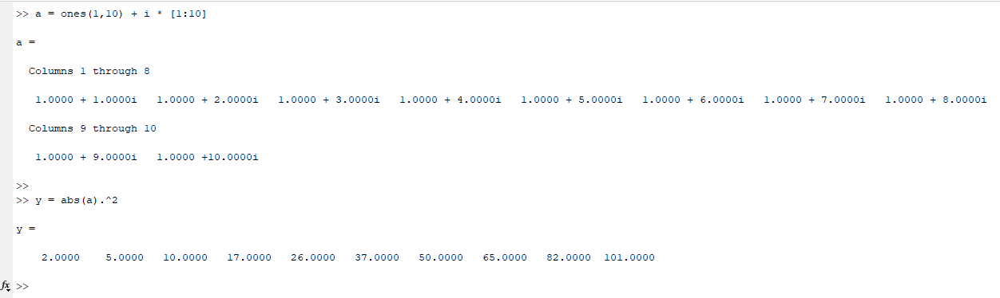 >> a = ones(1,10) + i * [1:10]
a =
Columns 1 through 8
1.0000 + 1.0000i   1.0000 + 2.0000i   1.0000 + 3.0000i   1.0000 + 4.0000i   1.0000 + 5.0000i   1.0000 + 6.0000i   1.0000 + 7.0000i   1.0000 + 8.0000i
Columns 9 through 10
1.0000 + 9.0000i   1.0000 +10.0000i
>>
>> y = abs(a).^2
y =
2.0000    5.0000   10.0000   17.0000   26.0000   37.0000   50.0000   65.0000   82.0000  101.0000
fx >>